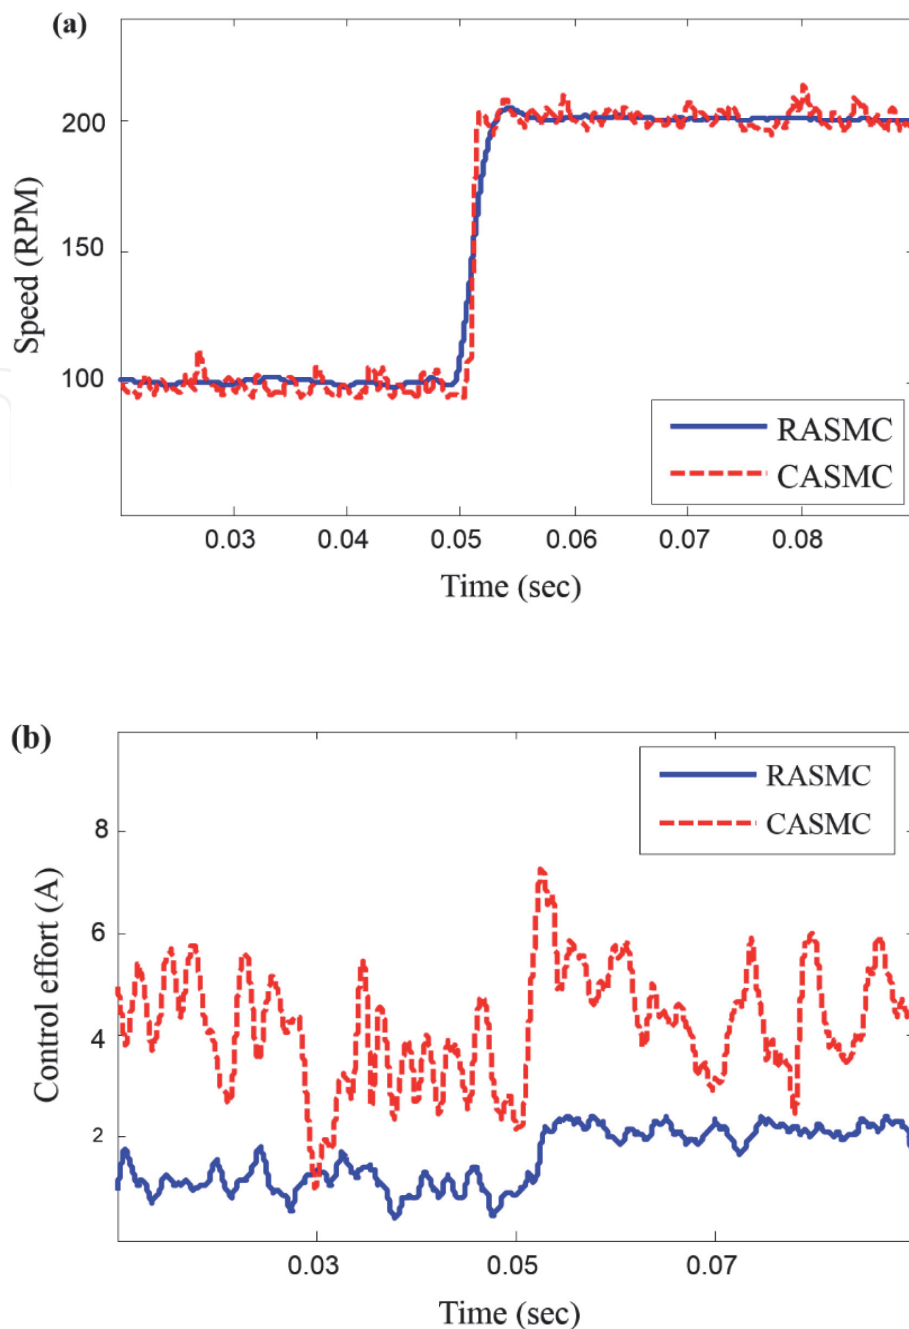 (a)
200
150
100
Speed (RPM)
RASMC
CASMC
0.03 0.04 0.05 0.06 0.07 0.08
Time (sec)
(b)
RASMC
CASMC
8
6
4
2
Control effort (A)
0.03 0.05 0.07
Time (sec)